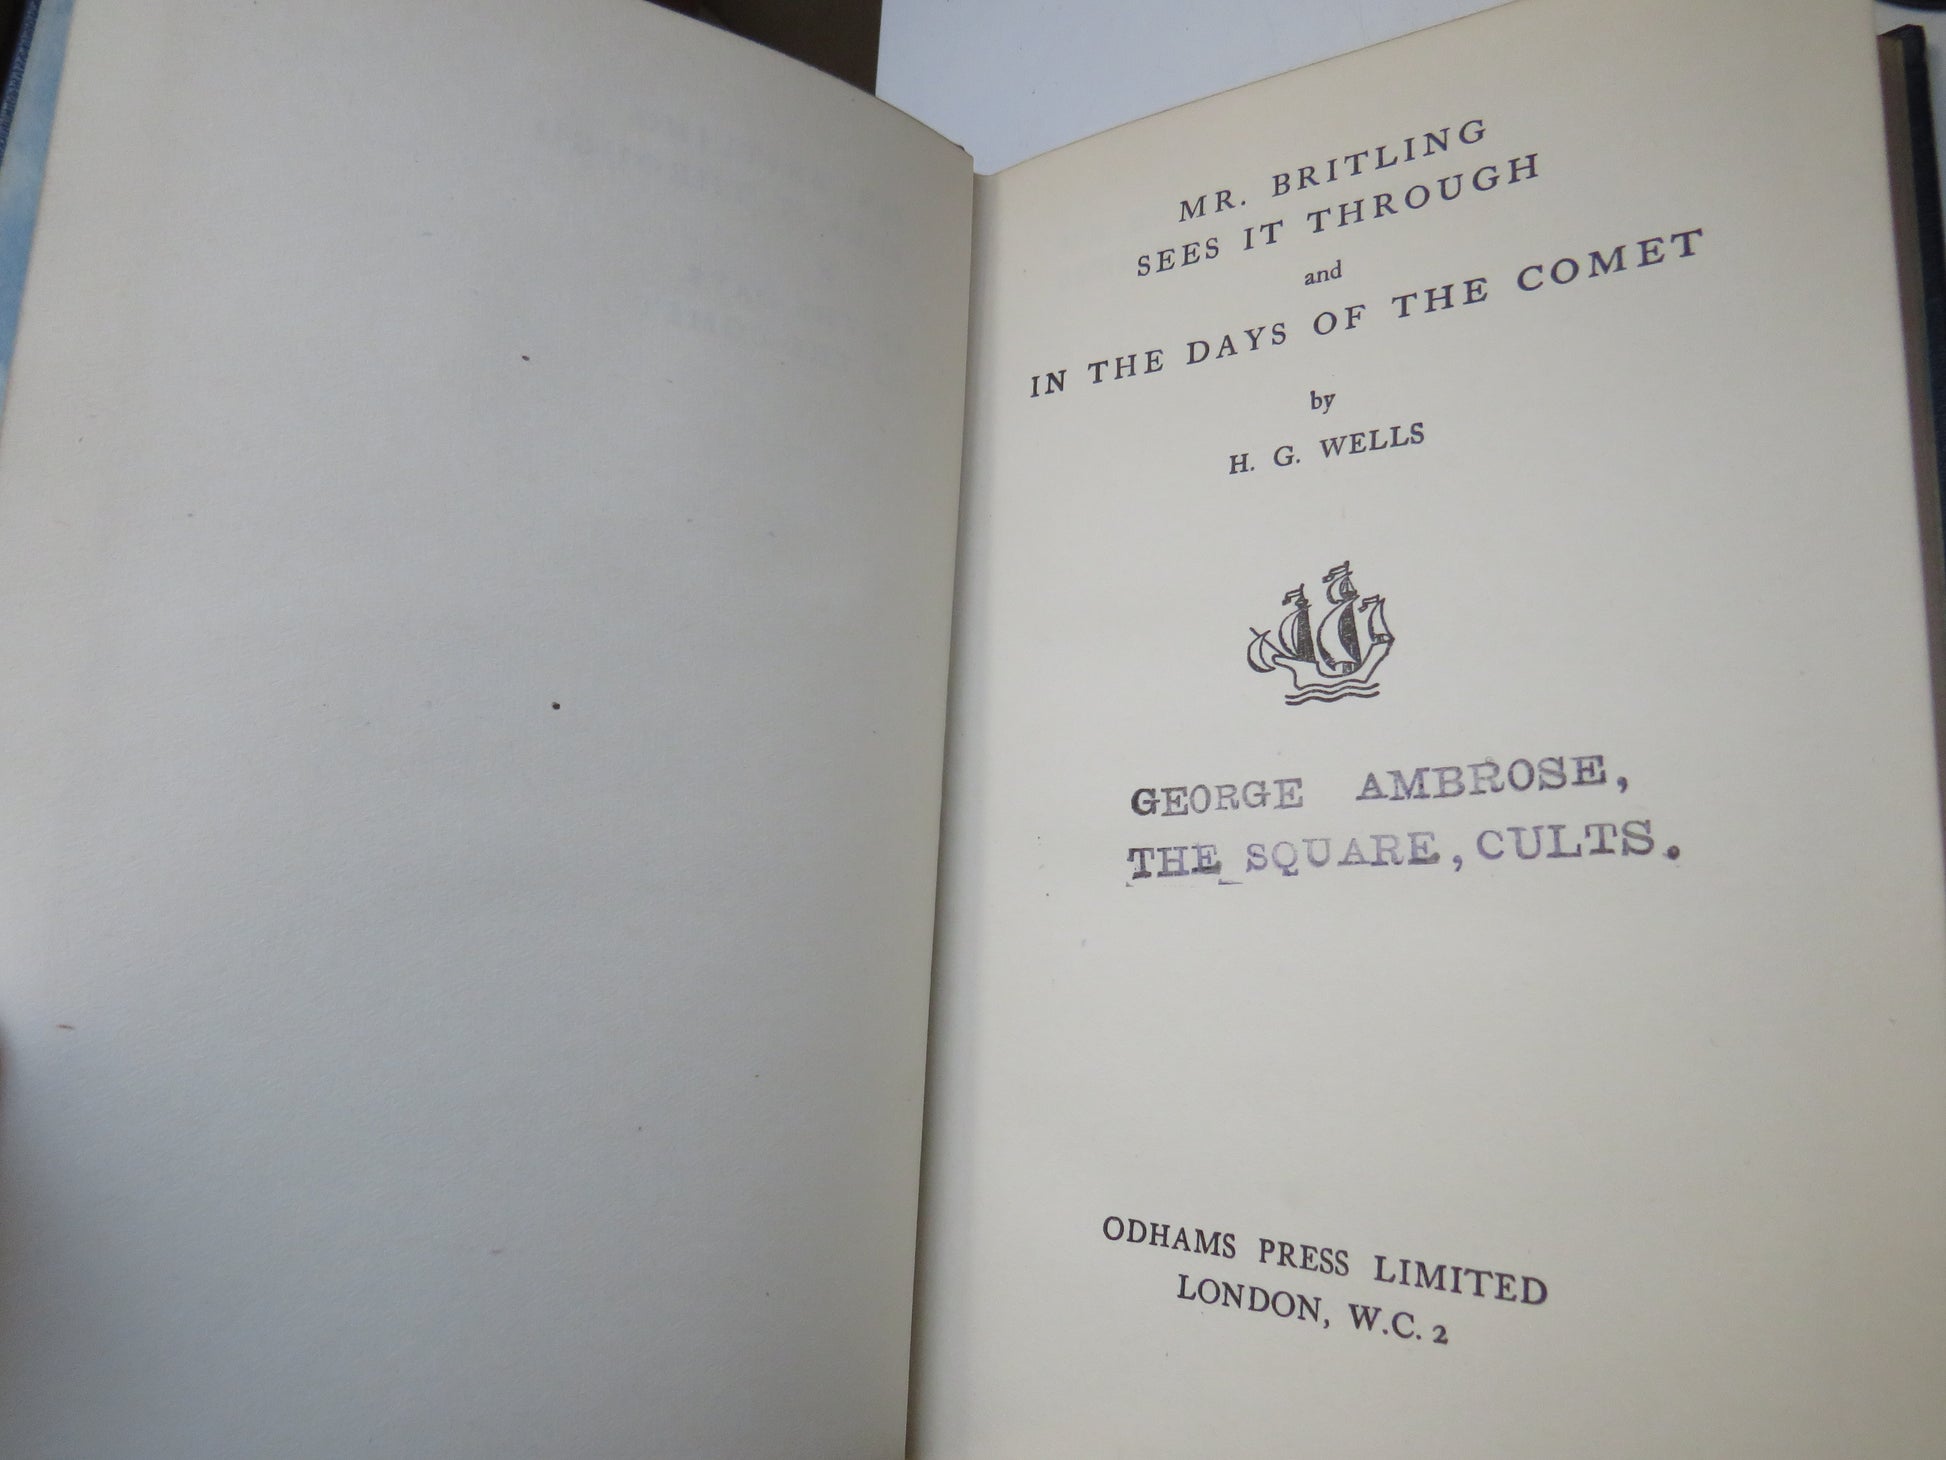 MR. BRITLING
SEES IT THROUGH
and
IN THE DAYS OF THE COMET
by
H. G. WELLS
GEORGE AMBROSE,
THE SQUARE, CULTS.
ODHAMS PRESS LIMITED
LONDON, W.C. 2